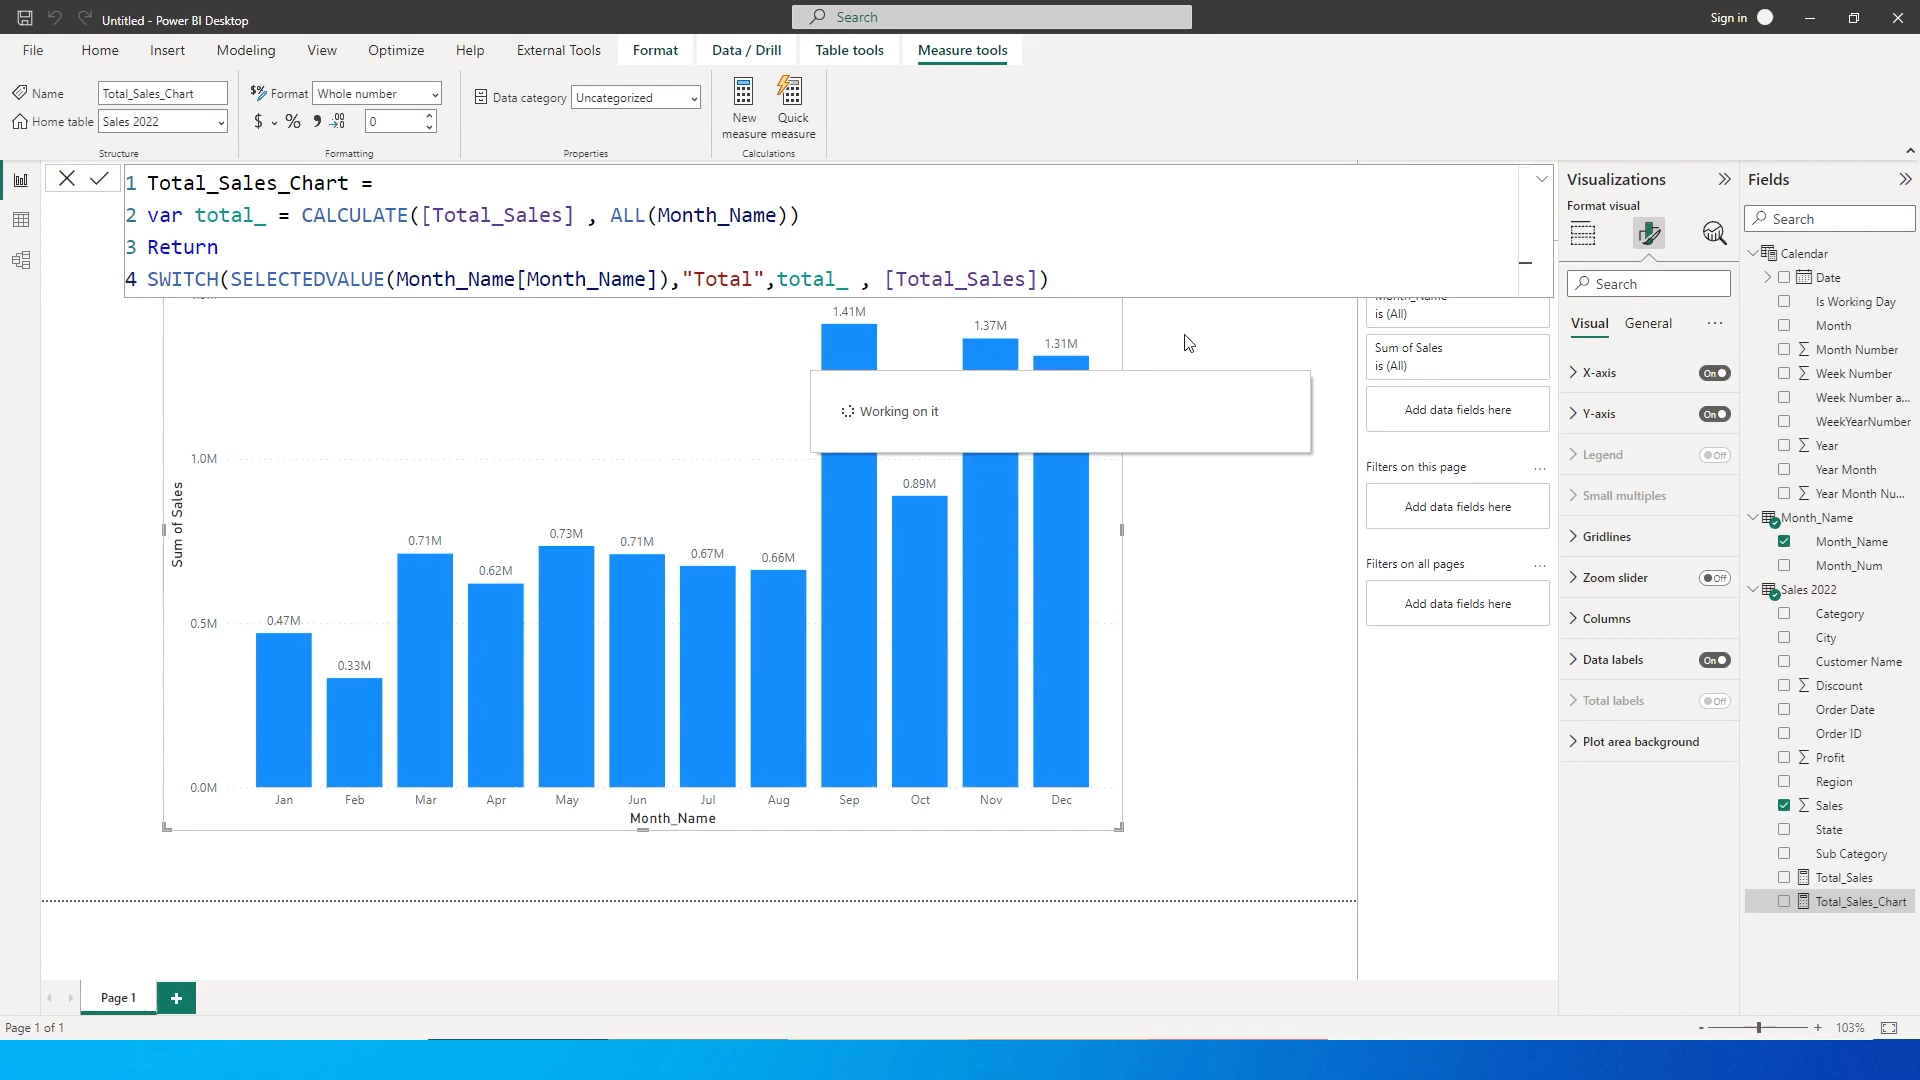 Untitled - Power BI Desktop
Search
Sign in
File
Home
Insert
Modeling
View
Optimize
Help
External Tools
Format
Data / Drill
Table tools
Measure tools
Name
Total_Sales_Chart
Home table
Sales 2022
Structure
$% Format
Whole number
$
%
0
Formatting
Data category
Uncategorized
Properties
New measure
Quick measure
Calculations
1 Total_Sales_Chart =
2 var total_ = CALCULATE([Total_Sales] , ALL(Month_Name))
3 Return
4 SWITCH(SELECTEDVALUE(Month_Name[Month_Name]),"Total",total_ , [Total_Sales])
1.41M
1.37M
1.31M
Working on it
1.0M
0.89M
0.71M
0.62M
0.73M
0.71M
0.67M
0.66M
0.5M
0.47M
0.33M
0.0M
Sum of Sales
Jan
Feb
Mar
Apr
May
Jun
Jul
Aug
Sep
Oct
Nov
Dec
Month_Name
is (All)
Sum of Sales
is (All)
Add data fields here
Filters on this page
...
Add data fields here
Filters on all pages
...
Add data fields here
Visualizations
Format visual
Search
Visual
General
...
X-axis
On
Y-axis
On
Legend
Off
Small multiples
Gridlines
Zoom slider
Off
Columns
Data labels
On
Total labels
Off
Plot area background
Fields
Search
Calendar
Date
Is Working Day
Month
Month Number
Week Number
Week Number a...
WeekYearNumber
Year
Year Month
Year Month Nu...
Month_Name
Month_Name
Month_Num
Sales 2022
Category
City
Customer Name
Discount
Order Date
Order ID
Profit
Region
Sales
State
Sub Category
Total_Sales
Total_Sales_Chart
Page 1
+
Page 1 of 1
- + 103%